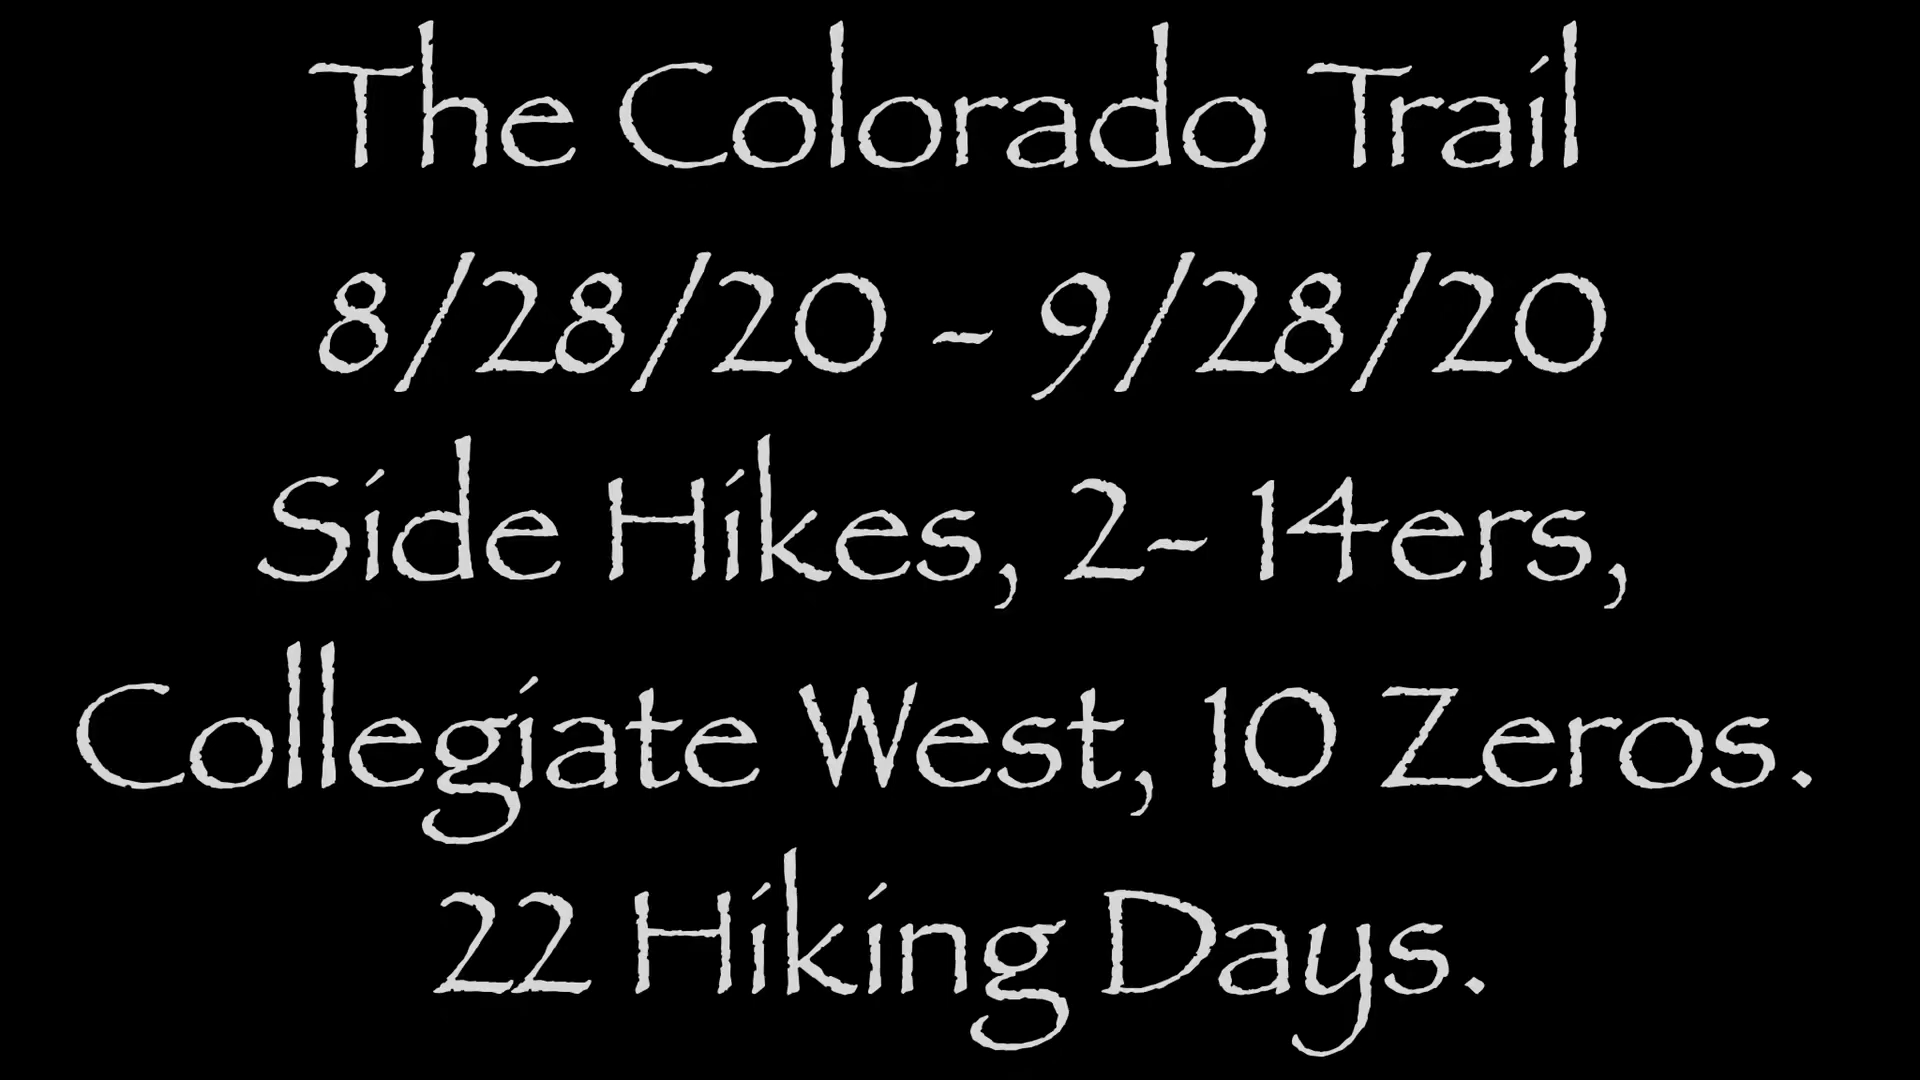 The Colorado Trail
8/28/20 - 9/28/20
Side Hikes, 2- 14ers,
Collegiate West, 10 Zeros.
22 Hiking Days.